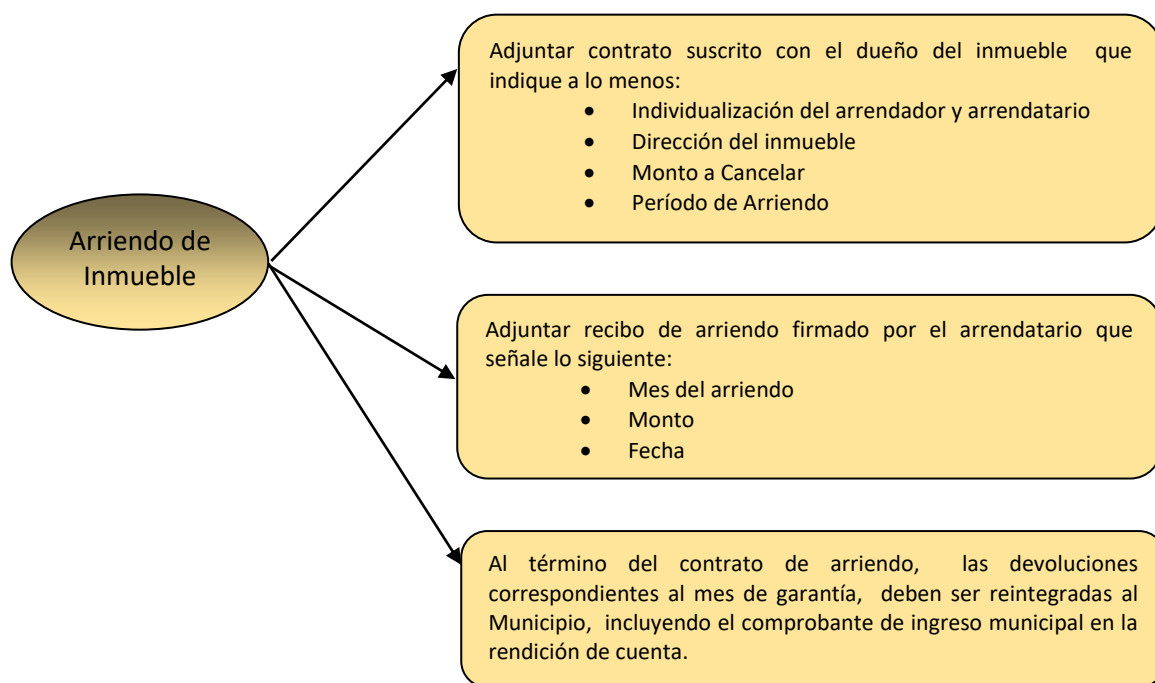 Adjuntar contrato suscrito con el dueño del inmueble que
indique a lo menos:
• Individualización del arrendador y arrendatario
• Dirección del inmueble
• Monto a Cancelar
• Período de Arriendo
Arriendo de
Inmueble
Adjuntar recibo de arriendo firmado por el arrendatario que
señale lo siguiente:
• Mes del arriendo
• Monto
• Fecha
Al término del contrato de arriendo, las devoluciones
correspondientes al mes de garantía, deben ser reintegradas al
Municipio, incluyendo el comprobante de ingreso municipal en la
rendición de cuenta.